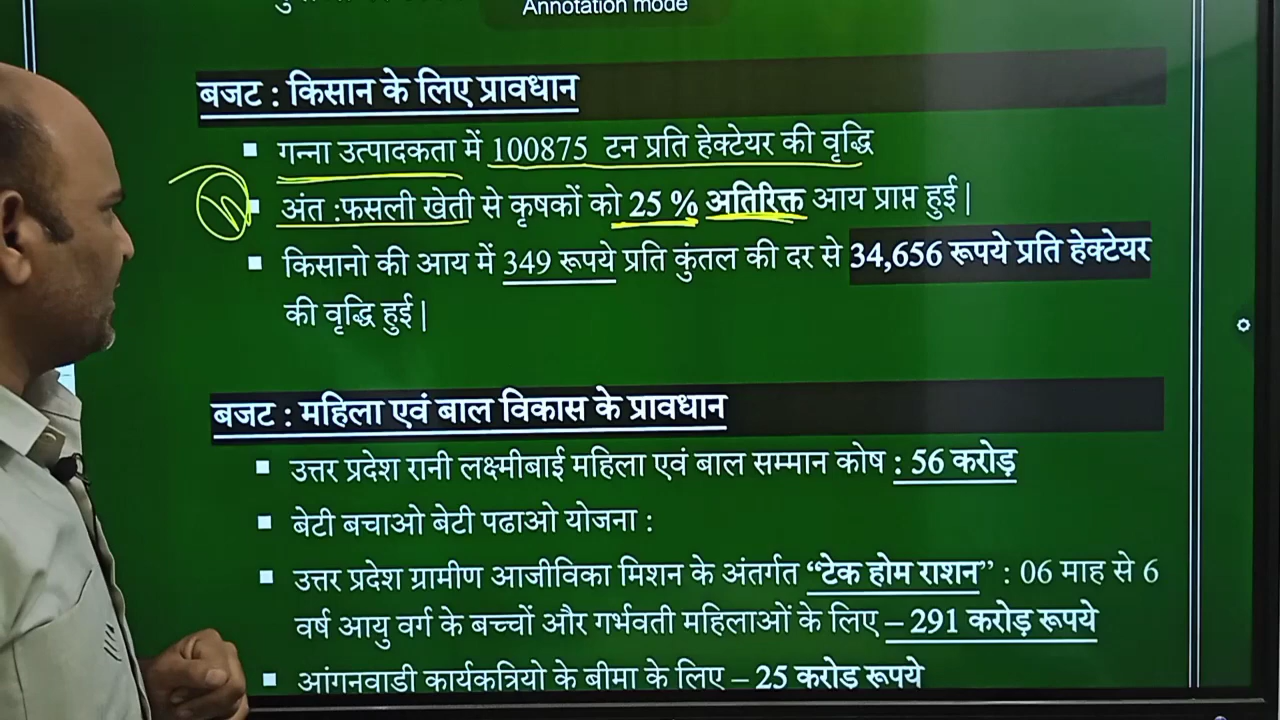 Annotation mode
बजट : किसान के लिए प्रावधान
▪ गन्ना उत्पादकता में 100875 टन प्रति हेक्टेयर की वृद्धि
▪ अंत :फसली खेती से कृषकों को 25 % अतिरिक्त आय प्राप्त हुई |
▪ किसानो की आय में 349 रूपये प्रति कुंतल की दर से 34,656 रूपये प्रति हेक्टेयर
की वृद्धि हुई |
बजट : महिला एवं बाल विकास के प्रावधान
▪ उत्तर प्रदेश रानी लक्ष्मीबाई महिला एवं बाल सम्मान कोष : 56 करोड़
▪ बेटी बचाओ बेटी पढाओ योजना :
▪ उत्तर प्रदेश ग्रामीण आजीविका मिशन के अंतर्गत “टेक होम राशन” : 06 माह से 6
वर्ष आयु वर्ग के बच्चों और गर्भवती महिलाओं के लिए – 291 करोड़ रूपये
▪ आंगनवाडी कार्यकत्रियो के बीमा के लिए – 25 करोड रूपये